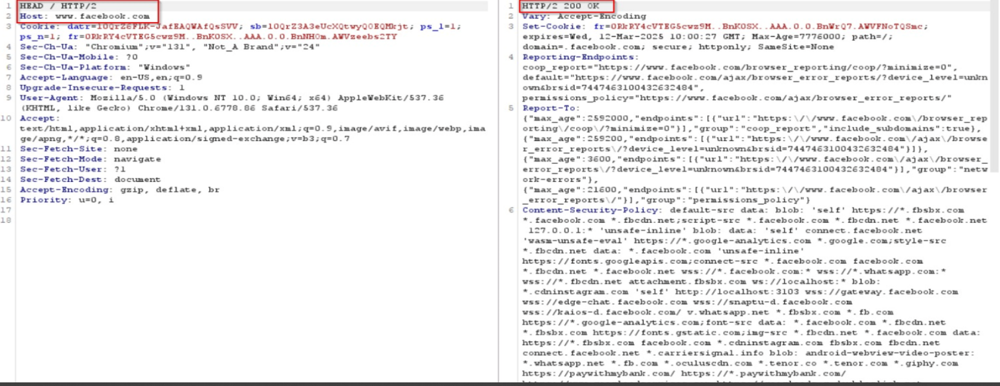 1 HEAD / HTTP/2
2 Host: www.facebook.com
3 Cookie: datr=
ps_n=1; fr=
4 Sec-Ch-Ua: "Chromium";v="131", "Not_A Brand";v="24"
5 Sec-Ch-Ua-Mobile: ?0
6 Sec-Ch-Ua-Platform: "Windows"
7 Accept-Language: en-US,en;q=0.9
8 Upgrade-Insecure-Requests: 1
9 User-Agent: Mozilla/5.0 (Windows NT 10.0; Win64; x64) AppleWebKit/537.36
(KHTML, like Gecko) Chrome/131.0.6778.86 Safari/537.36
10 Accept:
text/html,application/xhtml+xml,application/xml;q=0.9,image/avif,image/webp,ima
ge/apng,*/*;q=0.8,application/signed-exchange;v=b3;q=0.7
11 Sec-Fetch-Site: none
12 Sec-Fetch-Mode: navigate
13 Sec-Fetch-User: ?1
14 Sec-Fetch-Dest: document
15 Accept-Encoding: gzip, deflate, br
16 Priority: u=0, i
17
18
1 HTTP/2 200 OK
2 Vary: Accept-Encoding
3 Set-Cookie: fr=
expires=Wed, 12-Mar-2025 10:00:27 GMT; Max-Age=7776000; path=/;
domain=.facebook.com; secure; httponly; SameSite=None
4 Reporting-Endpoints:
coop_report="https://www.facebook.com/browser_reporting/coop/?minimize=0",
default="https://www.facebook.com/ajax/browser_error_reports/?device_level=unkn
own&brsid=7447463100432632484",
permissions_policy="https://www.facebook.com/ajax/browser_error_reports/"
5 Report-To:
{"max_age":2592000,"endpoints":[{"url":"https:\/\/www.facebook.com\/browser_rep
orting\/coop\/?minimize=0"}],"group":"coop_report","include_subdomains":true},
{"max_age":259200,"endpoints":[{"url":"https:\/\/www.facebook.com\/ajax\/browse
r_error_reports\/?device_level=unknown&brsid=7447463100432632484"}]},
{"max_age":3600,"endpoints":[{"url":"https:\/\/www.facebook.com\/ajax\/browser_
error_reports\/?device_level=unknown&brsid=7447463100432632484"}],"group":"netw
ork-errors"},
{"max_age":21600,"endpoints":[{"url":"https:\/\/www.facebook.com\/ajax\/browser
_error_reports\/"}],"group":"permissions_policy"}
6 Content-Security-Policy: default-src data: blob: 'self' https://*.fbsbx.com
*.facebook.com *.fbcdn.net;script-src *.facebook.com *.fbcdn.net *.facebook.net
127.0.0.1:* 'unsafe-inline' blob: data: 'self' connect.facebook.net
'wasm-unsafe-eval' https://*.google-analytics.com *.google.com;style-src
*.fbcdn.net data: *.facebook.com 'unsafe-inline'
https://fonts.googleapis.com;connect-src *.facebook.com facebook.com
*.fbcdn.net *.facebook.net wss://*.facebook.com:* wss://*.whatsapp.com:*
wss://*.fbcdn.net attachment.fbsbx.com ws://localhost:* blob:
*.cdninstagram.com 'self' http://localhost:3103 wss://gateway.facebook.com
wss://edge-chat.facebook.com wss://snaptu-d.facebook.com
wss://kaios-d.facebook.com/ v.whatsapp.net *.fbsbx.com *.fb.com
https://*.google-analytics.com;font-src data: *.facebook.com *.fbcdn.net
*.fbsbx.com https://fonts.gstatic.com;img-src *.fbcdn.net *.facebook.com data:
https://*.fbsbx.com facebook.com *.cdninstagram.com fbsbx.com fbcdn.net
connect.facebook.net *.carriersignal.info blob: android-webview-video-poster:
*.whatsapp.net *.fb.com *.oculuscdn.com *.tenor.co *.tenor.com *.giphy.com
https://paywithmybank.com/ https://*.paywithmybank.com/